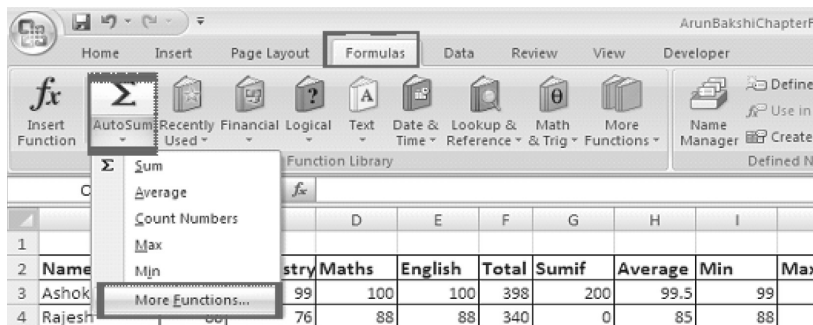 ArunBakshiChapterF
Home Insert Page Layout Formulas Data Review View Developer
fx Σ ? A θ
Insert Function AutoSum Recently Used Financial Logical Text Date & Time Lookup & Reference Math & Trig More Functions Name Manager Define
Use in
Create
Function Library Defined N
Σ Sum
Average
Count Numbers
Max
Min
More Functions...
C fx
D E F G H I
1
2 Name stry Maths English Total Sumif Average Min Max
3 Ashok 99 100 100 398 200 99.5 99
4 Rajesh 88 76 88 88 340 0 85 88